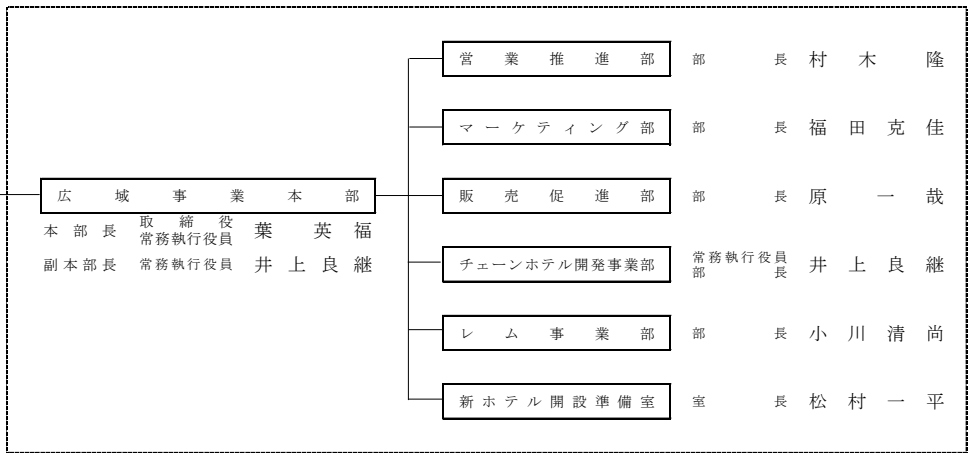 営業推進部 部長 村木隆
マーケティング部 部長 福田克佳
広域事業本部
本部長 取締役 常務執行役員 葉英福
副本部長 常務執行役員 井上良継
販売促進部 部長 原一哉
チェーンホテル開発事業部 常務執行役員 部長 井上良継
レム事業部 部長 小川清尚
新ホテル開設準備室 室長 松村一平